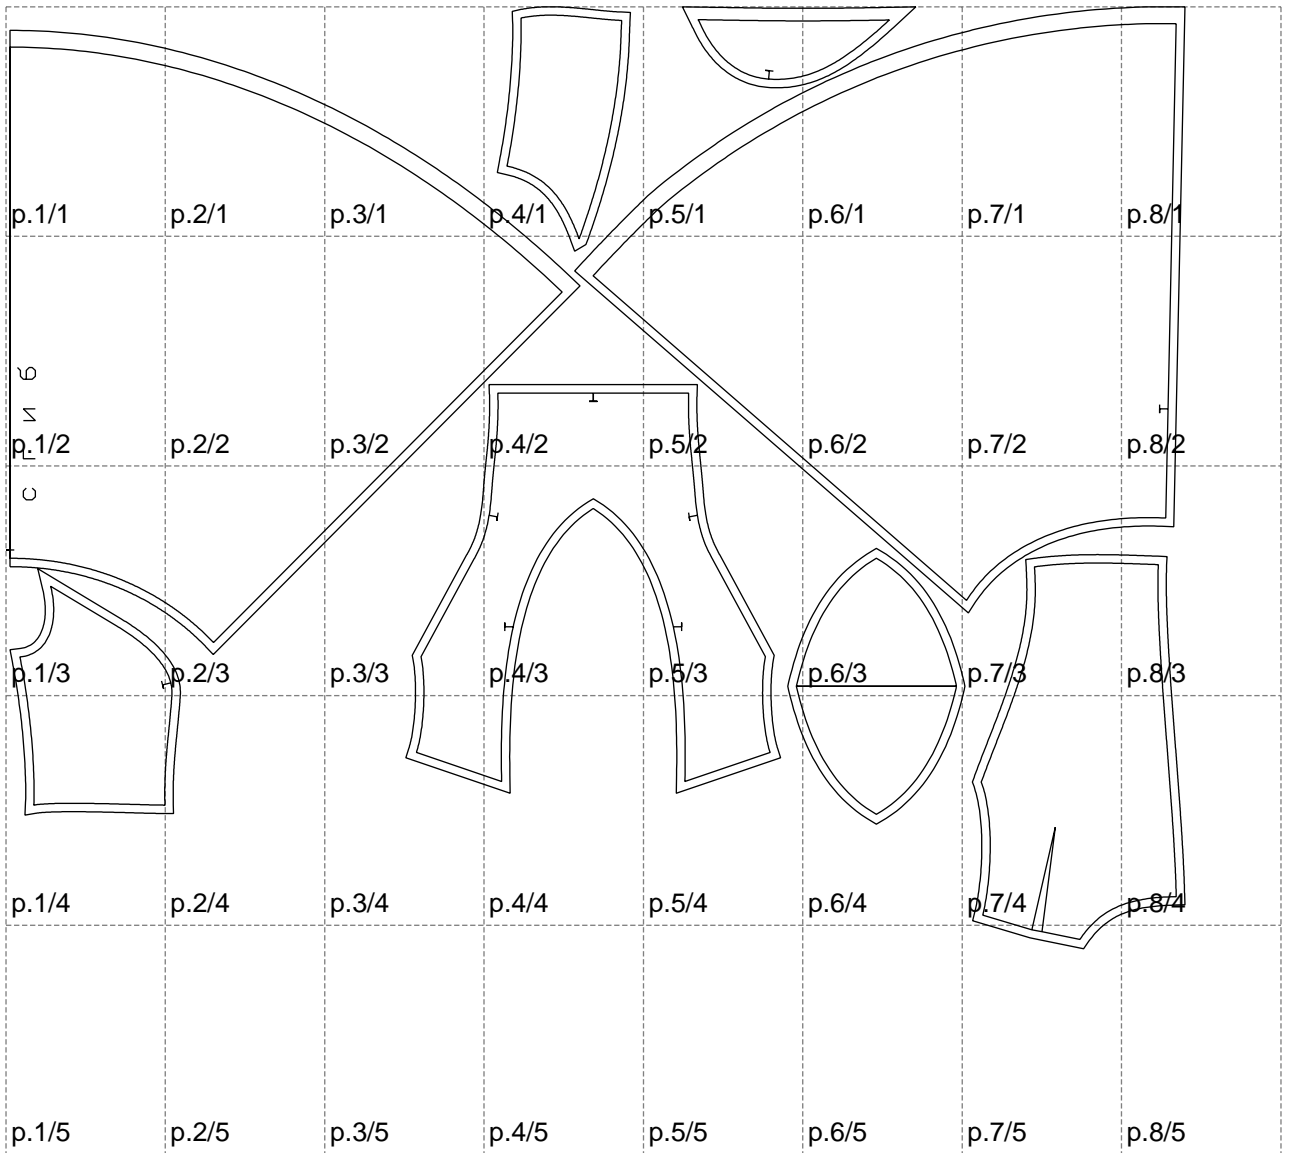 p.1/1 p.2/1 p.3/1 p.4/1 p.5/1 p.6/1 p.7/1 p.8/1
с г и б
p.1/2 p.2/2 p.3/2 p.4/2 p.5/2 p.6/2 p.7/2 p.8/2
p.1/3 p.2/3 p.3/3 p.4/3 p.5/3 p.6/3 p.7/3 p.8/3
p.1/4 p.2/4 p.3/4 p.4/4 p.5/4 p.6/4 p.7/4 p.8/4
p.1/5 p.2/5 p.3/5 p.4/5 p.5/5 p.6/5 p.7/5 p.8/5